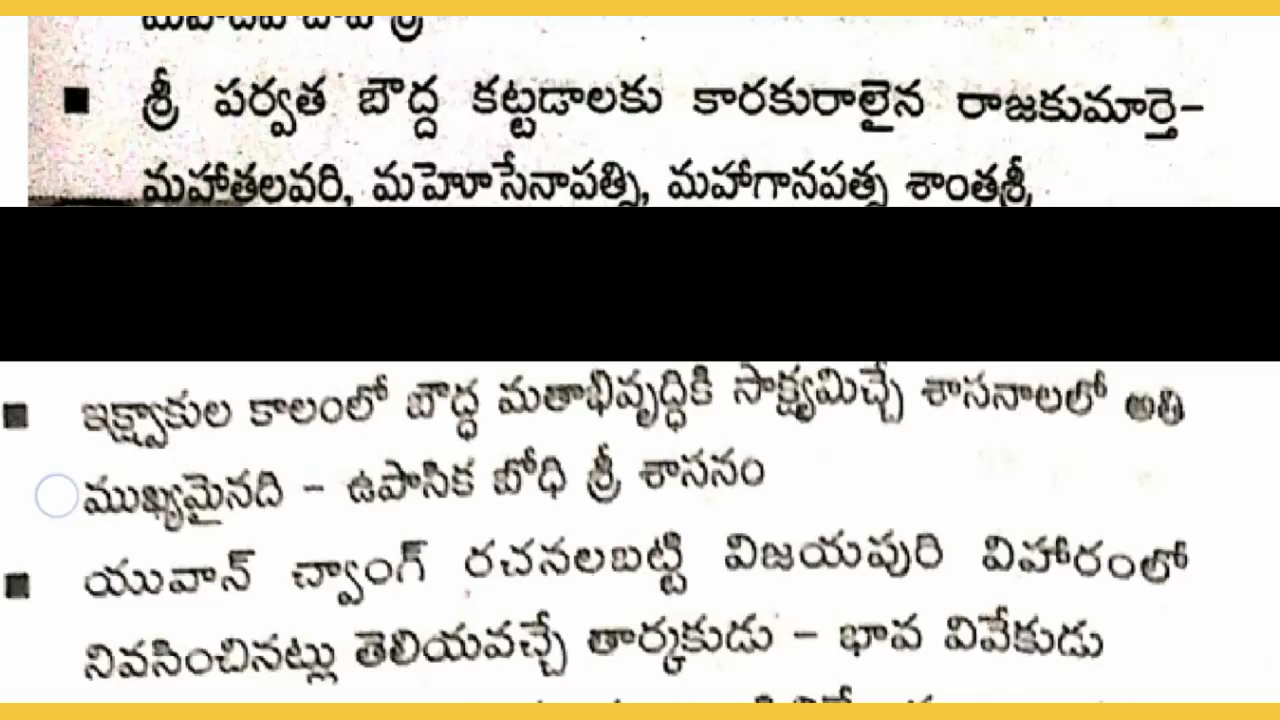 ■ శ్రీ పర్వత బౌద్ద కట్టడాలకు కారకురాలైన రాజకుమార్తె-
మహాతలవరి, మహాసేనాపత్ని, మహాగానపత్ప శాంతశ్రీ,
■ ఇక్ష్వాకుల కాలంలో బౌద్ధ మతాభివృద్ధికి సాక్ష్యమిచ్చే శాసనాలలో అతి
ముఖ్యమైనది - ఉపాసిక బోధి శ్రీ శాసనం
■ యువాన్ చ్వాంగ్ రచనలబట్టి విజయపురి విహారంలో
నివసించినట్లు తెలియవచ్చే తార్కకుడు - భావ వివేకుడు